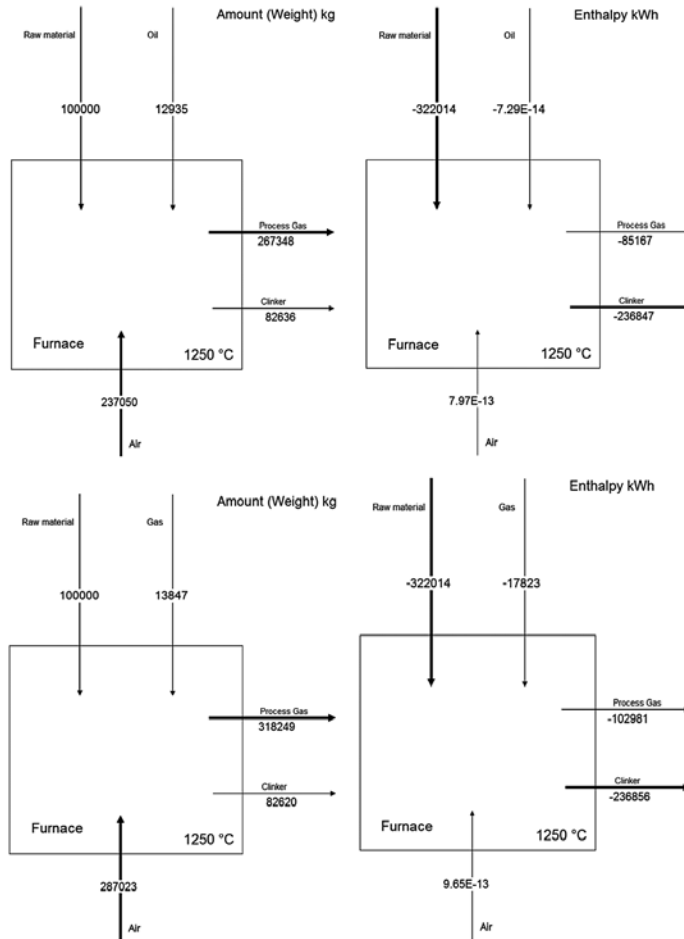 Amount (Weight) kg
Raw material
Oil
100000
12935
Process Gas
267348
Clinker
82636
Furnace
1250 °C
237050
Air
Enthalpy kWh
Raw material
Oil
-322014
-7.29E-14
Process Gas
-85167
Clinker
-236847
Furnace
1250 °C
7.97E-13
Air
Amount (Weight) kg
Raw material
Gas
100000
13847
Process Gas
318249
Clinker
82620
Furnace
1250 °C
287023
Air
Enthalpy kWh
Raw material
Gas
-322014
-17823
Process Gas
-102981
Clinker
-236856
Furnace
1250 °C
9.65E-13
Air